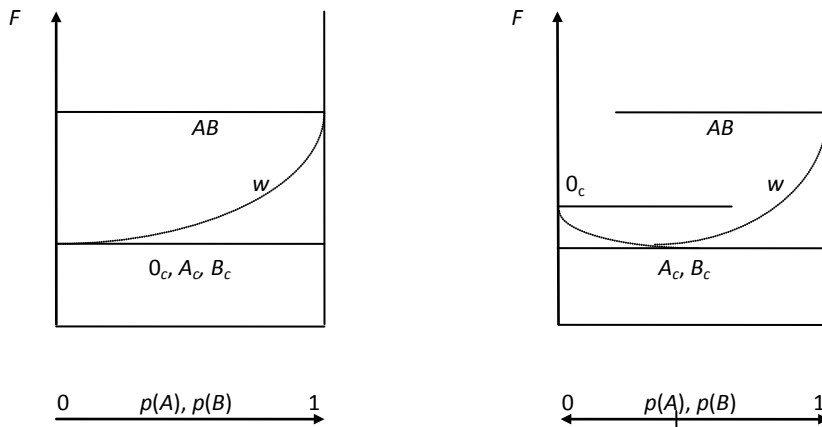 F
AB
w
0c, Ac, Bc
0 p(A), p(B) 1
F
AB
0c
w
Ac, Bc
0 p(A), p(B) 1